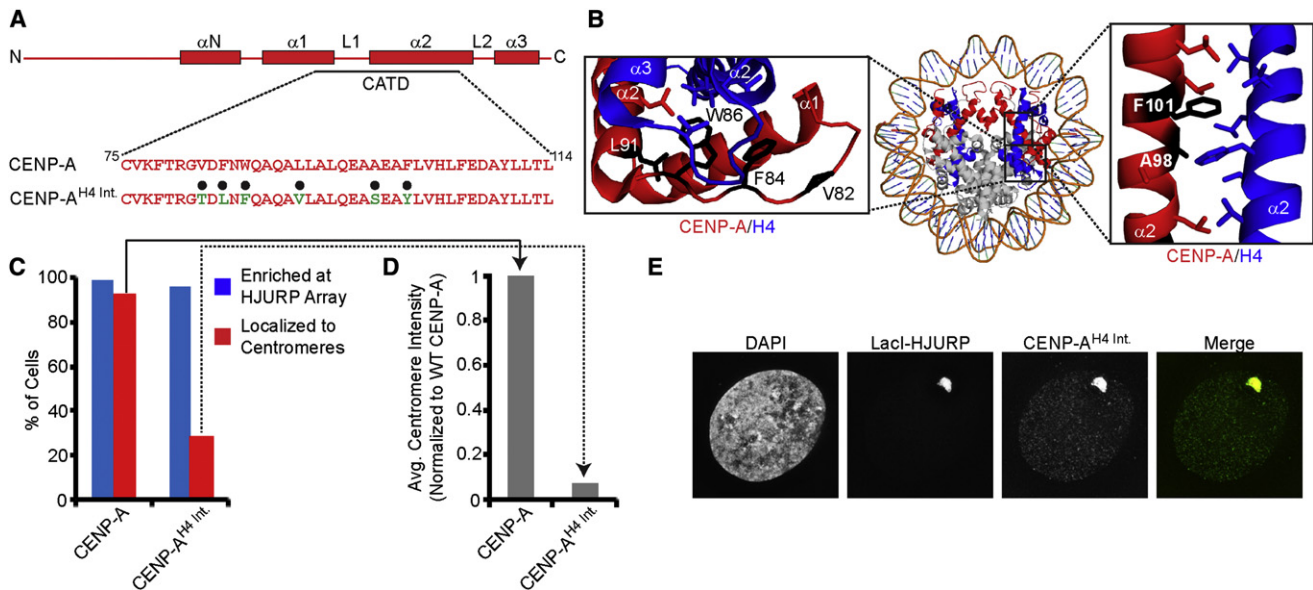 A
N αN α1 L1 α2 L2 α3 C
CATD
75 114
CENP-A CVKFTRGVDFNWQAQALLALQEAAEAFLVHLFEDAYLLTL
CENP-A^H4 Int. CVKFTRGTDLNFQAQAVLALQEASEAYLVHLFEDAYLLTL
B
α3 α2 α1
α2
W86
L91
F84
V82
CENP-A/H4
F101
A98
α2
α2
CENP-A/H4
C
% of Cells
100
80
60
40
20
0
Enriched at
HJURP Array
Localized to
Centromeres
CENP-A
CENP-A^H4 Int.
D
Avg. Centromere Intensity
(Normalized to WT CENP-A)
1
0.8
0.6
0.4
0.2
0
CENP-A
CENP-A^H4 Int.
E
DAPI LacI-HJURP CENP-A^H4 Int. Merge